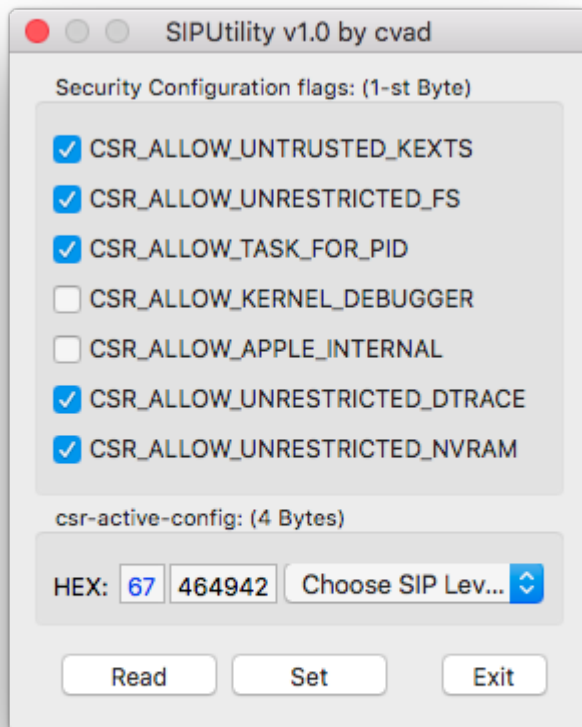 SIPUtility v1.0 by cvad
Security Configuration flags: (1-st Byte)
CSR_ALLOW_UNTRUSTED_KEXTS
CSR_ALLOW_UNRESTRICTED_FS
CSR_ALLOW_TASK_FOR_PID
CSR_ALLOW_KERNEL_DEBUGGER
CSR_ALLOW_APPLE_INTERNAL
CSR_ALLOW_UNRESTRICTED_DTRACE
CSR_ALLOW_UNRESTRICTED_NVRAM
csr-active-config: (4 Bytes)
HEX: 67 464942 Choose SIP Lev...
Read Set Exit